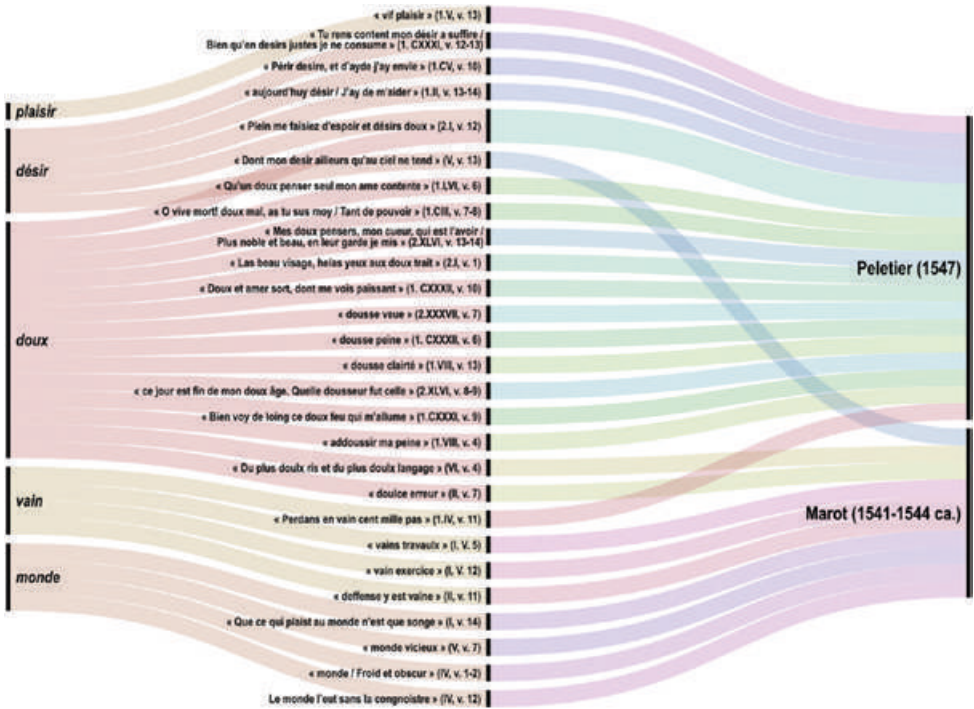 plaisir
désir
doux
vain
monde
« vif plaisir » (1.V, v. 13)
« Tu rens content mon désir a suffire /
Bien qu'en desirs justes je ne consume » (1. CXXXI, v. 12-13)
« Périr desire, et d'ayde j'ay envie » (1.CV, v. 10)
« aujourd'huy désir / J'ay de m'aider » (1.II, v. 13-14)
« Plein me faisiez d'espoir et désirs doux » (2.I, v. 12)
« Dont mon desir ailleurs qu'au ciel ne tend » (V, v. 13)
« Qu'un doux penser seul mon ame contente » (1.LVI, v. 6)
« O vive mort! doux mal, as tu sus moy / Tant de pouvoir » (1.CIII, v. 7-8)
« Mes doux pensers, mon cueur, qui est l'avoir /
Plus noble et beau, en leur garde je mis » (2.XLVI, v. 13-14)
« Las beau visage, helas yeux aux doux trait » (2.I, v. 1)
« Doux et amer sort, dont me vois paissant » (1. CXXXII, v. 10)
« dousse veue » (2.XXXVII, v. 7)
« dousse peine » (1. CXXXII, v. 6)
« dousse clairté » (1.VIII, v. 13)
« ce jour est fin de mon doux âge, Quelle dousseur fut celle » (2.XLVI, v. 8-9)
« Bien voy de loing ce doux feu qui m'allume » (1.CXXXI, v. 9)
« addoussir ma peine » (1.VIII, v. 4)
« Du plus doulx ris et du plus doulx langage » (VI, v. 4)
« doulce erreur » (II, v. 7)
« Perdans en vain cent mille pas » (1.IV, v. 11)
« vains travaulx » (I, V. 5)
« vain exercice » (I, V. 12)
« deffense y est vaine » (II, v. 11)
« Que ce qui plaist au monde n'est que songe » (I, v. 14)
« monde vicieux » (V, v. 7)
« monde / Froid et obscur » (IV, v. 1-2)
Le monde l'eut sans la congnoistre » (IV, v. 12)
Peletier (1547)
Marot (1541-1544 ca.)